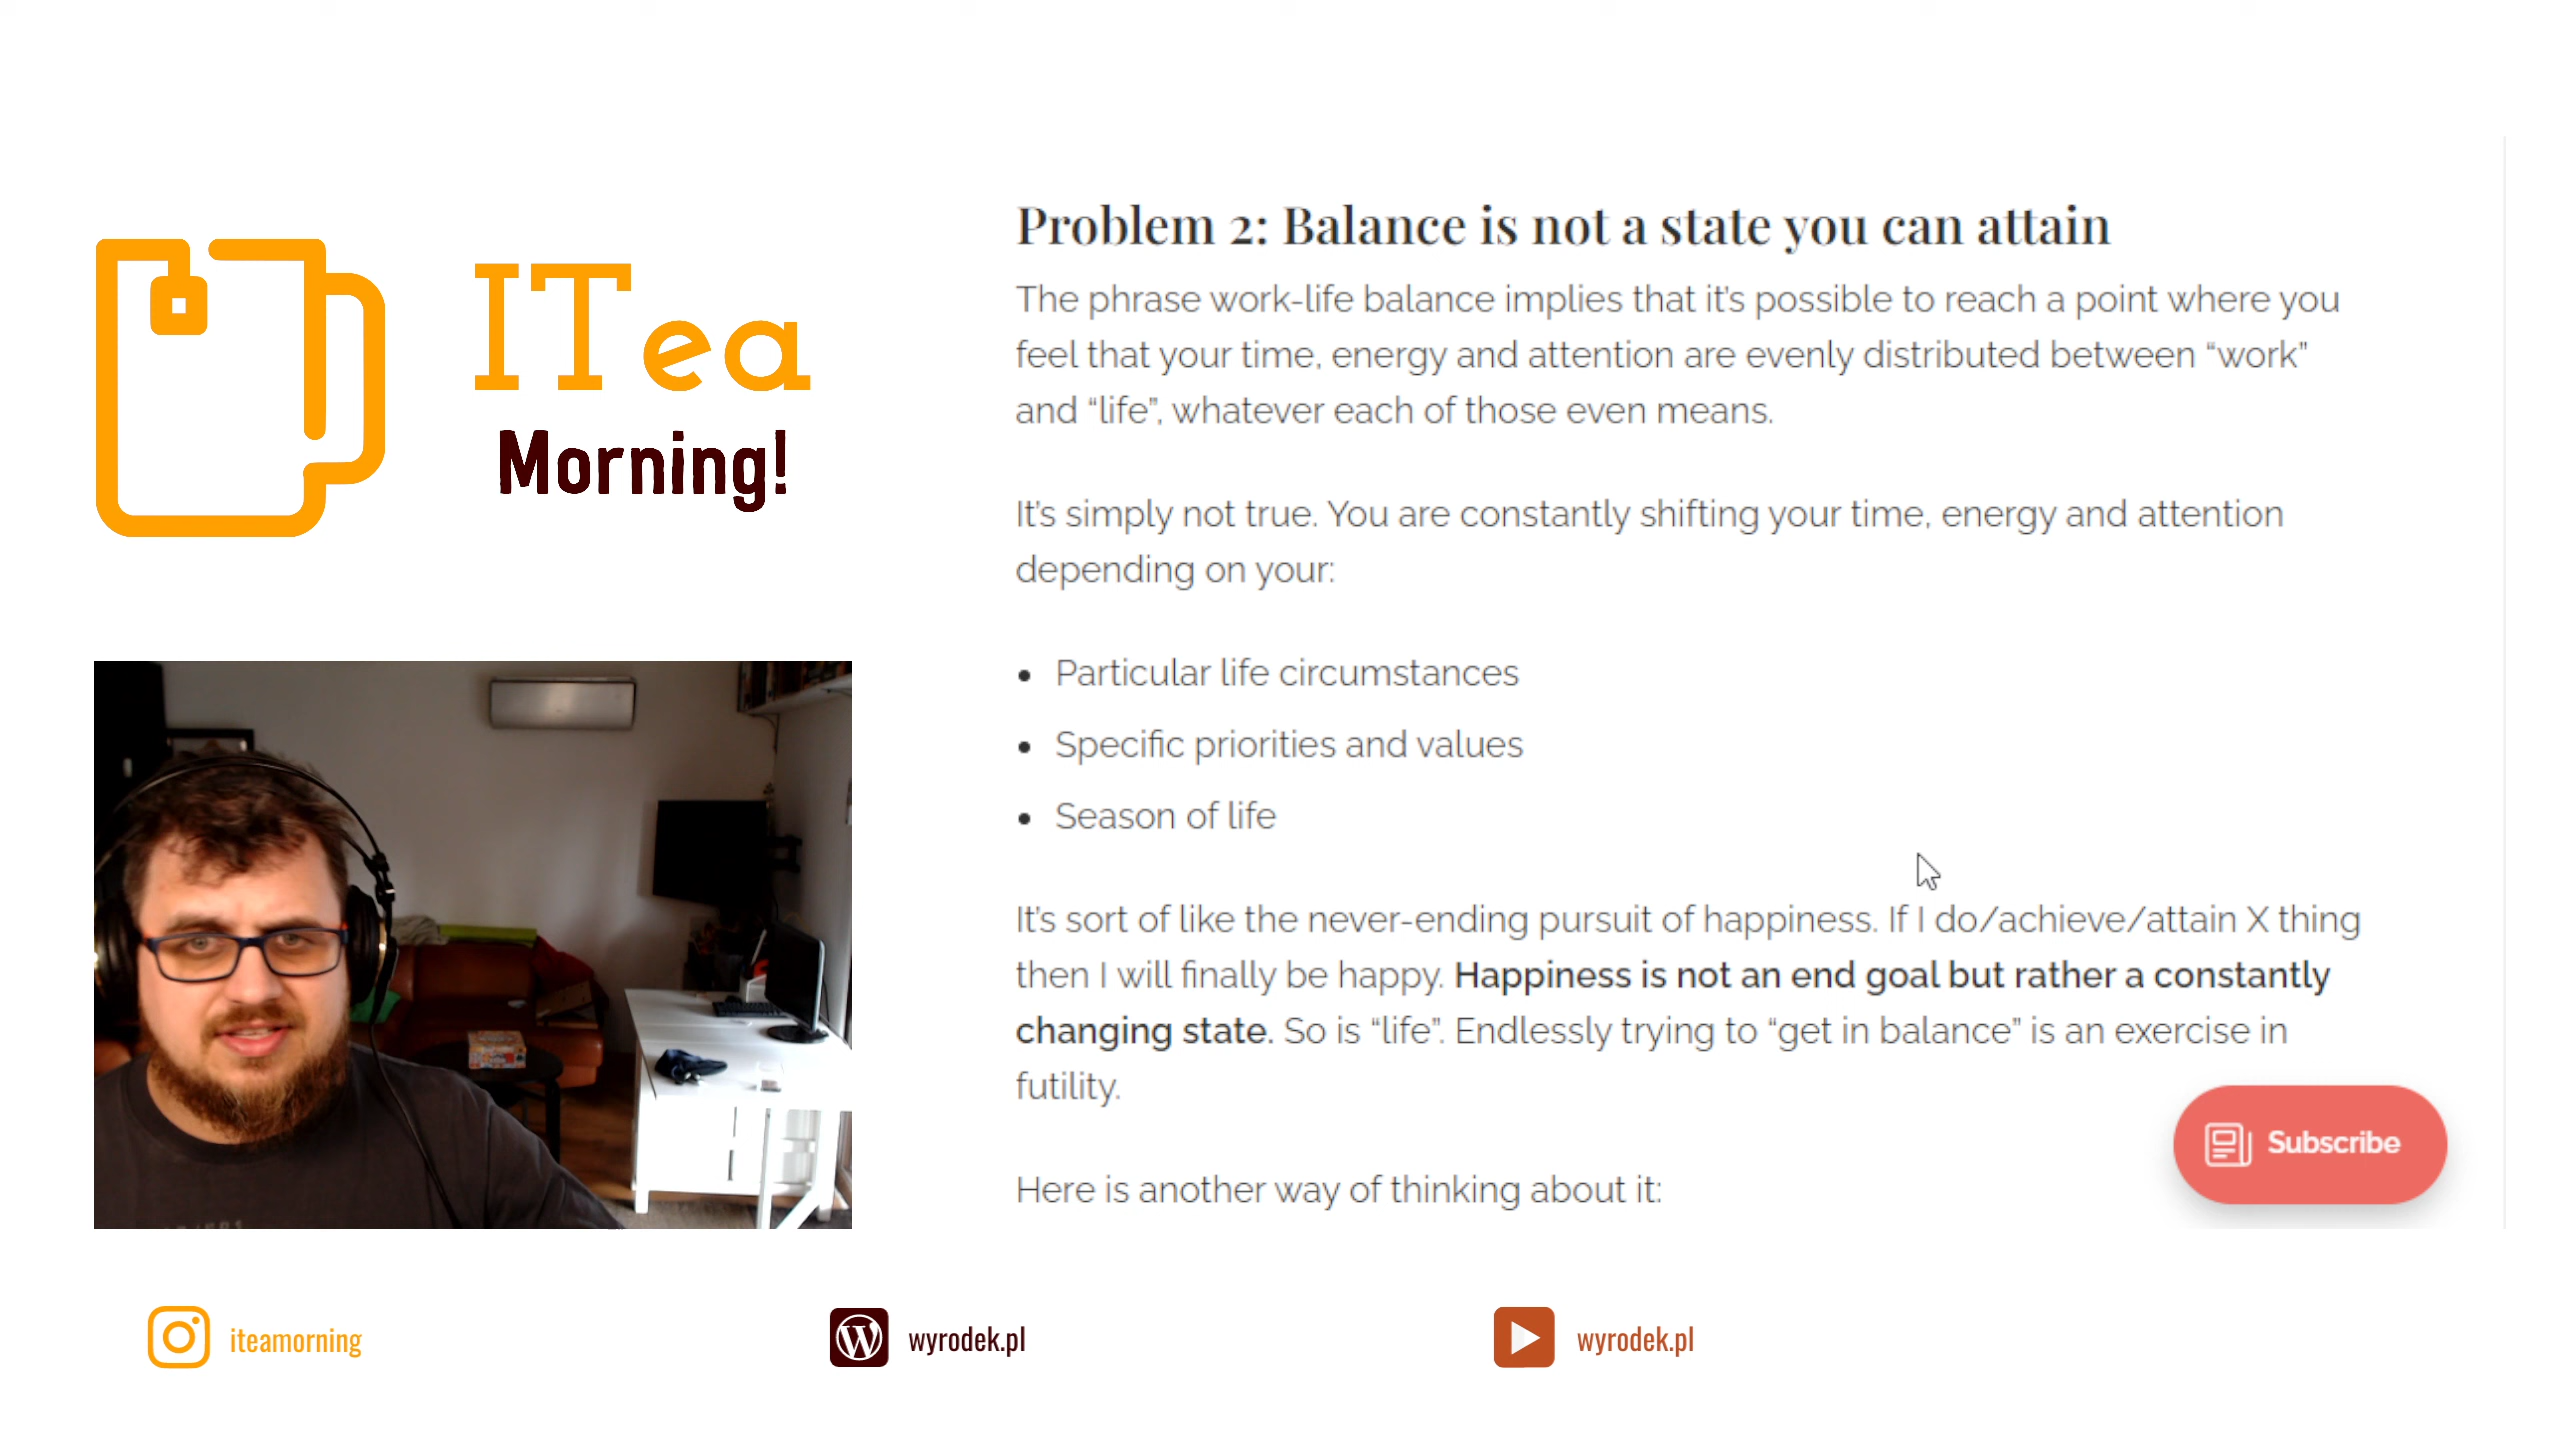 ITea
Morning!
Problem 2: Balance is not a state you can attain
The phrase work-life balance implies that it's possible to reach a point where you
feel that your time, energy and attention are evenly distributed between “work”
and “life”, whatever each of those even means.
It's simply not true. You are constantly shifting your time, energy and attention
depending on your:
• Particular life circumstances
• Specific priorities and values
• Season of life
It's sort of like the never-ending pursuit of happiness. If I do/achieve/attain X thing
then I will finally be happy. Happiness is not an end goal but rather a constantly
changing state. So is “life”. Endlessly trying to “get in balance” is an exercise in
futility.
Here is another way of thinking about it:
Subscribe
iteamorning
wyrodek.pl
wyrodek.pl